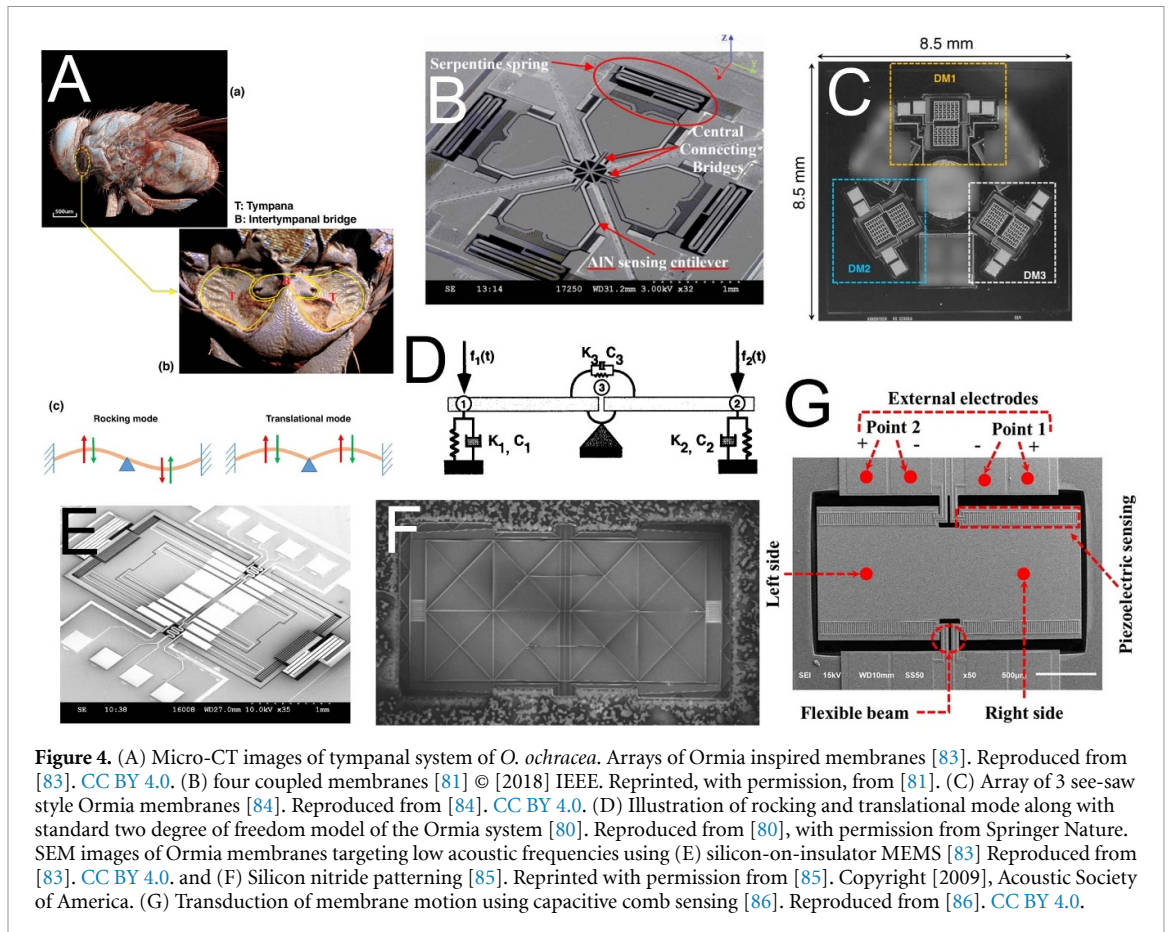 A
(a)
500um
T: Tympana
B: Intertympanal bridge
B
T
T
(b)
(c)
Rocking mode
Translational mode
B
Serpentine spring
Z
Central
Connecting
Bridges
AIN sensing cntilever
SE 13:14 17250 WD31.2mm 3.00kV x32 1mm
C
8.5 mm
8.5 mm
DM1
DM2
DM3
D
f₁(t)
K₃ C₃
f₂(t)
3
1
2
K₁, C₁
K₂, C₂
E
SE 10:38 16008 WD27.0mm 10.0kV x35 1mm
F
G
External electrodes
Point 2 Point 1
+ - - +
Left side
Piezoelectric sensing
SEI 15kV WD10mm SS50 x50 500μm
Flexible beam
Right side
Figure 4. (A) Micro-CT images of tympanal system of O. ochracea. Arrays of Ormia inspired membranes [83]. Reproduced from
[83]. CC BY 4.0. (B) four coupled membranes [81] © [2018] IEEE. Reprinted, with permission, from [81]. (C) Array of 3 see-saw
style Ormia membranes [84]. Reproduced from [84]. CC BY 4.0. (D) Illustration of rocking and translational mode along with
standard two degree of freedom model of the Ormia system [80]. Reproduced from [80], with permission from Springer Nature.
SEM images of Ormia membranes targeting low acoustic frequencies using (E) silicon-on-insulator MEMS [83] Reproduced from
[83]. CC BY 4.0. and (F) Silicon nitride patterning [85]. Reprinted with permission from [85]. Copyright [2009], Acoustic Society
of America. (G) Transduction of membrane motion using capacitive comb sensing [86]. Reproduced from [86]. CC BY 4.0.